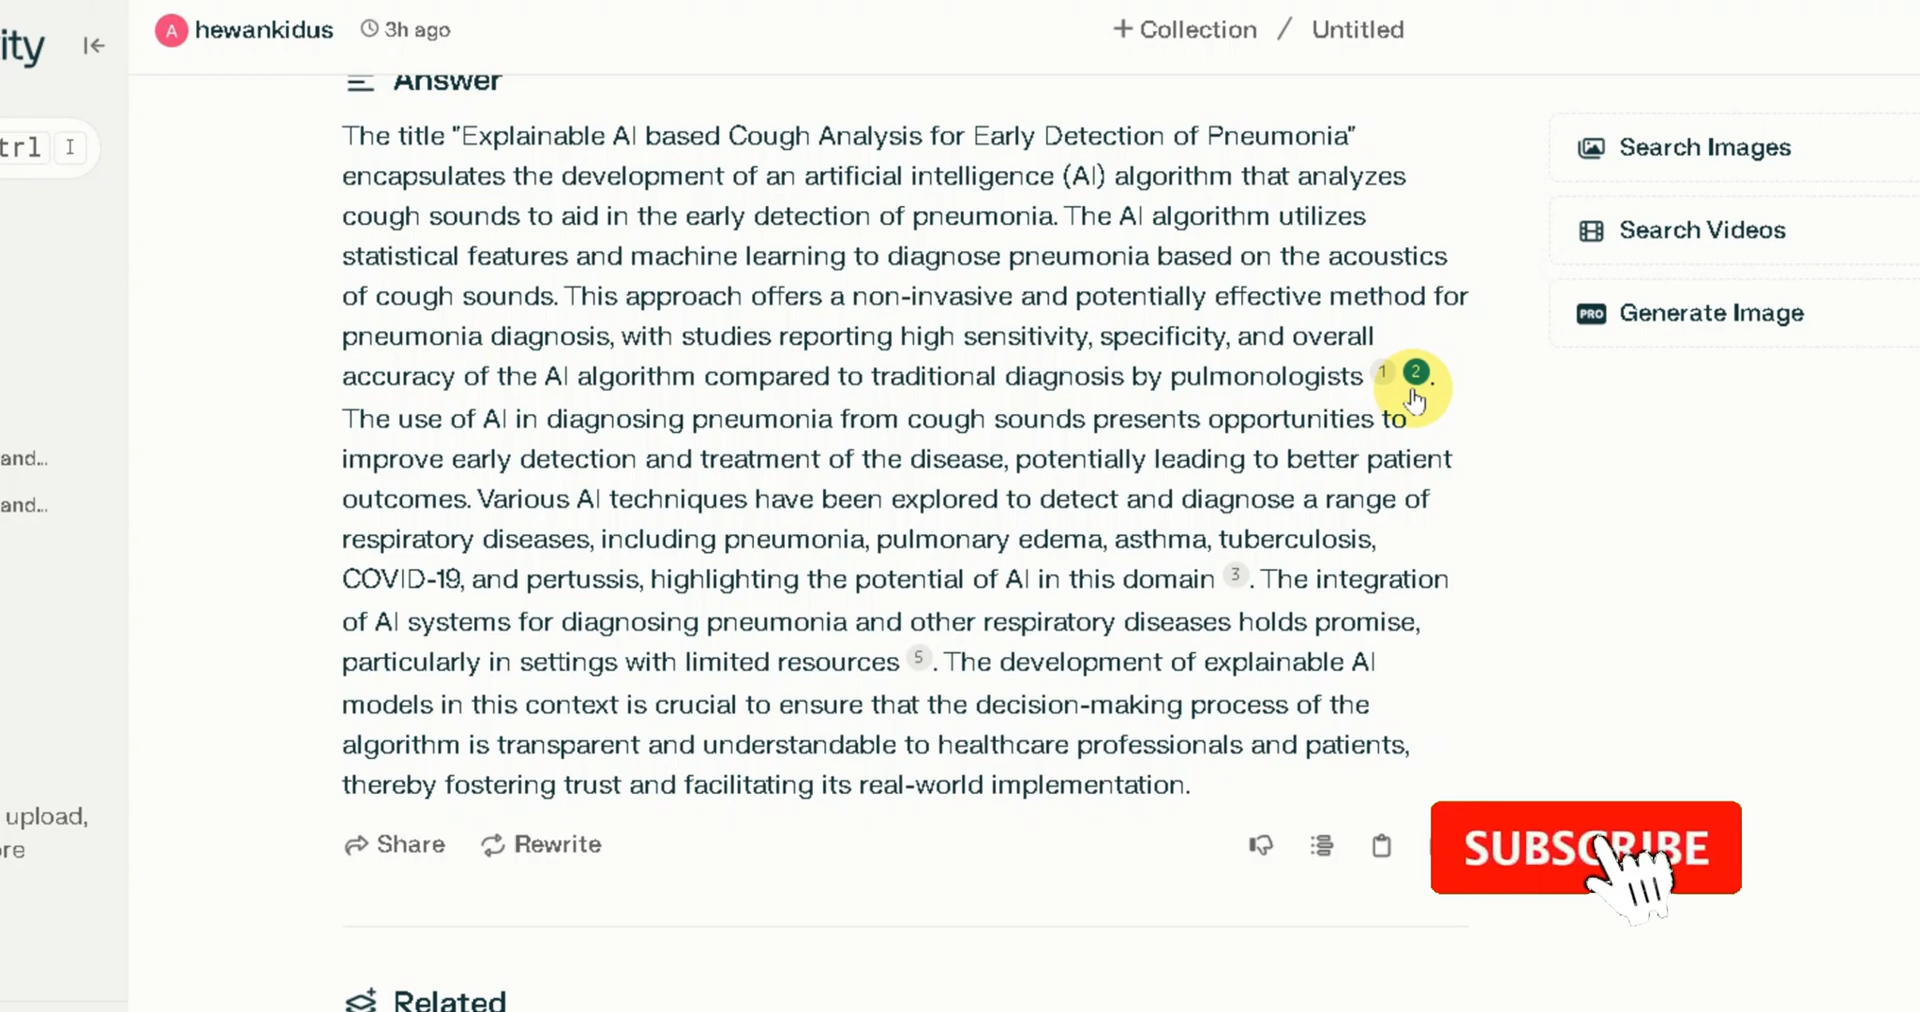 ity
A hewankidus 3h ago
+ Collection / Untitled
trl I
Answer
The title "Explainable AI based Cough Analysis for Early Detection of Pneumonia"
encapsulates the development of an artificial intelligence (AI) algorithm that analyzes
cough sounds to aid in the early detection of pneumonia. The AI algorithm utilizes
statistical features and machine learning to diagnose pneumonia based on the acoustics
of cough sounds. This approach offers a non-invasive and potentially effective method for
pneumonia diagnosis, with studies reporting high sensitivity, specificity, and overall
accuracy of the AI algorithm compared to traditional diagnosis by pulmonologists 1 2.
The use of AI in diagnosing pneumonia from cough sounds presents opportunities to
improve early detection and treatment of the disease, potentially leading to better patient
outcomes. Various AI techniques have been explored to detect and diagnose a range of
respiratory diseases, including pneumonia, pulmonary edema, asthma, tuberculosis,
COVID-19, and pertussis, highlighting the potential of AI in this domain 3. The integration
of AI systems for diagnosing pneumonia and other respiratory diseases holds promise,
particularly in settings with limited resources 5. The development of explainable AI
models in this context is crucial to ensure that the decision-making process of the
algorithm is transparent and understandable to healthcare professionals and patients,
thereby fostering trust and facilitating its real-world implementation.
Share Rewrite
SUBSCRIBE
Related
Search Images
Search Videos
PRO Generate Image
and...
and...
upload,
re